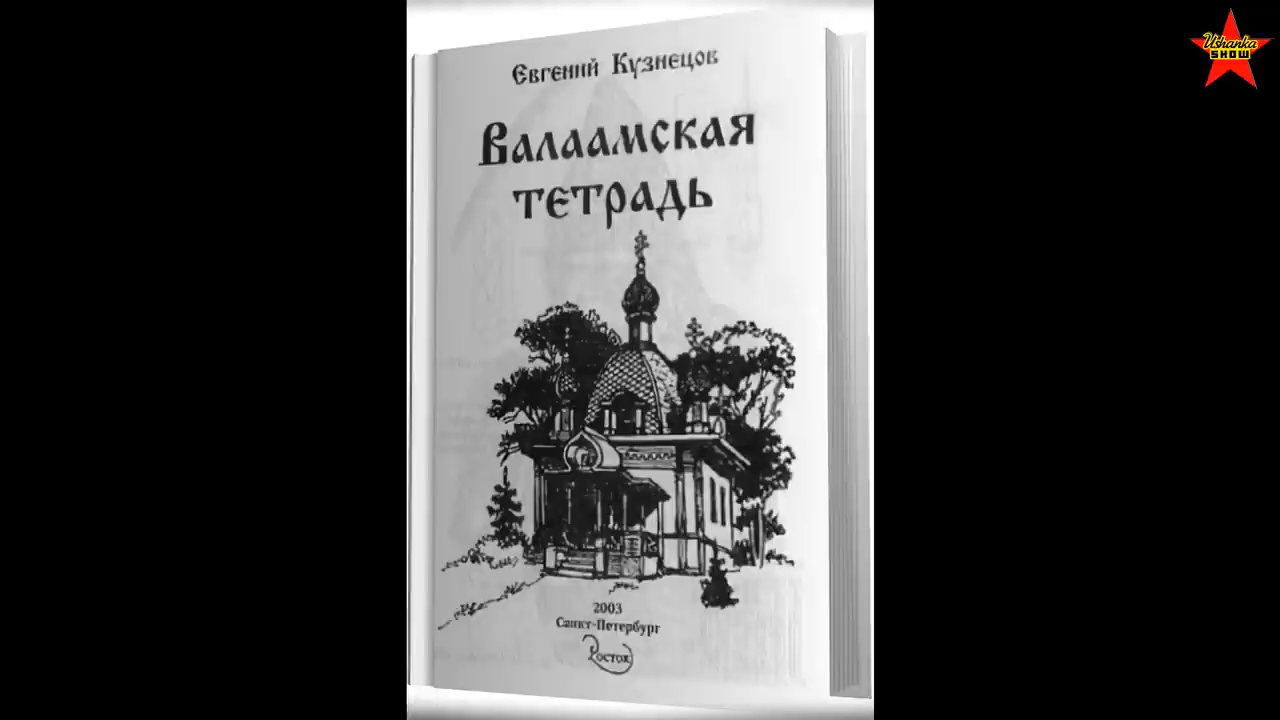 Евгений Кузнецов
Валаамская
тетрадь
2003
Санкт-Петербург
Росток
Ushanka
SHOW